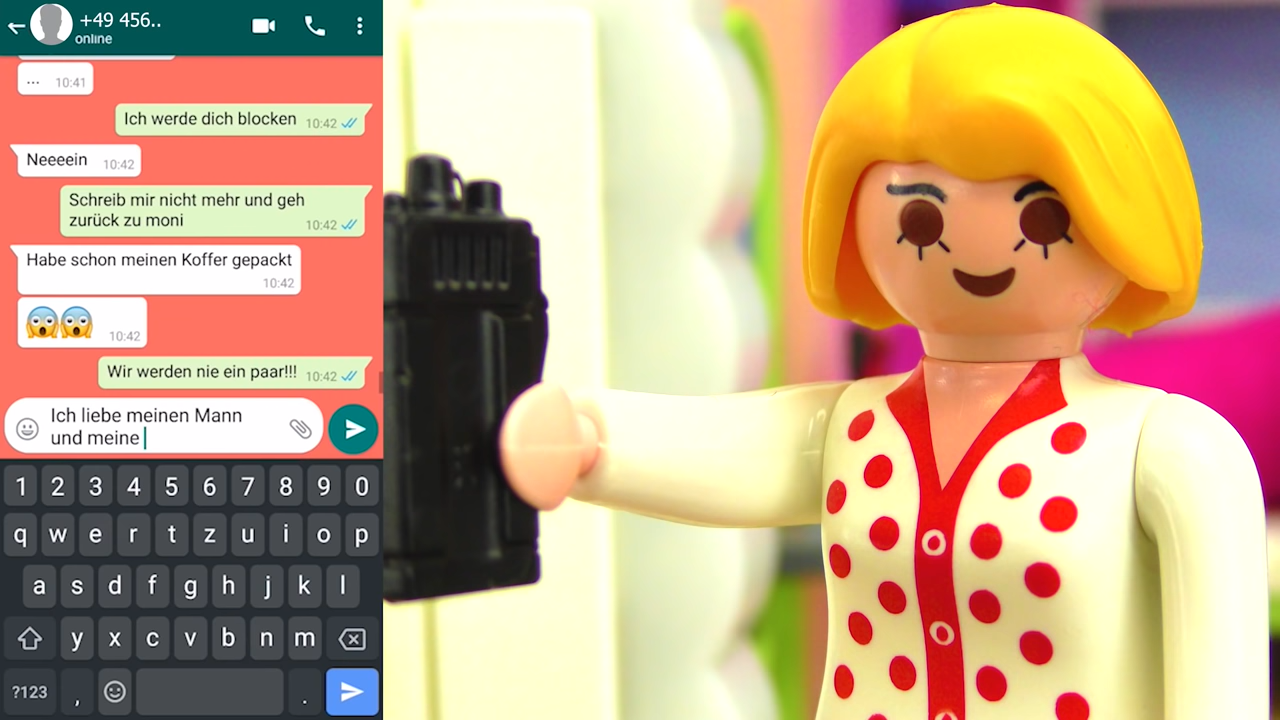 +49 456..
online
... 10:41
Ich werde dich blocken 10:42
Neeeein 10:42
Schreib mir nicht mehr und geh
zurück zu moni 10:42
Habe schon meinen Koffer gepackt
10:42
😱😱 10:42
Wir werden nie ein paar!!! 10:42
Ich liebe meinen Mann
und meine
1 2 3 4 5 6 7 8 9 0
q w e r t z u i o p
a s d f g h j k l
y x c v b n m
?123 , .